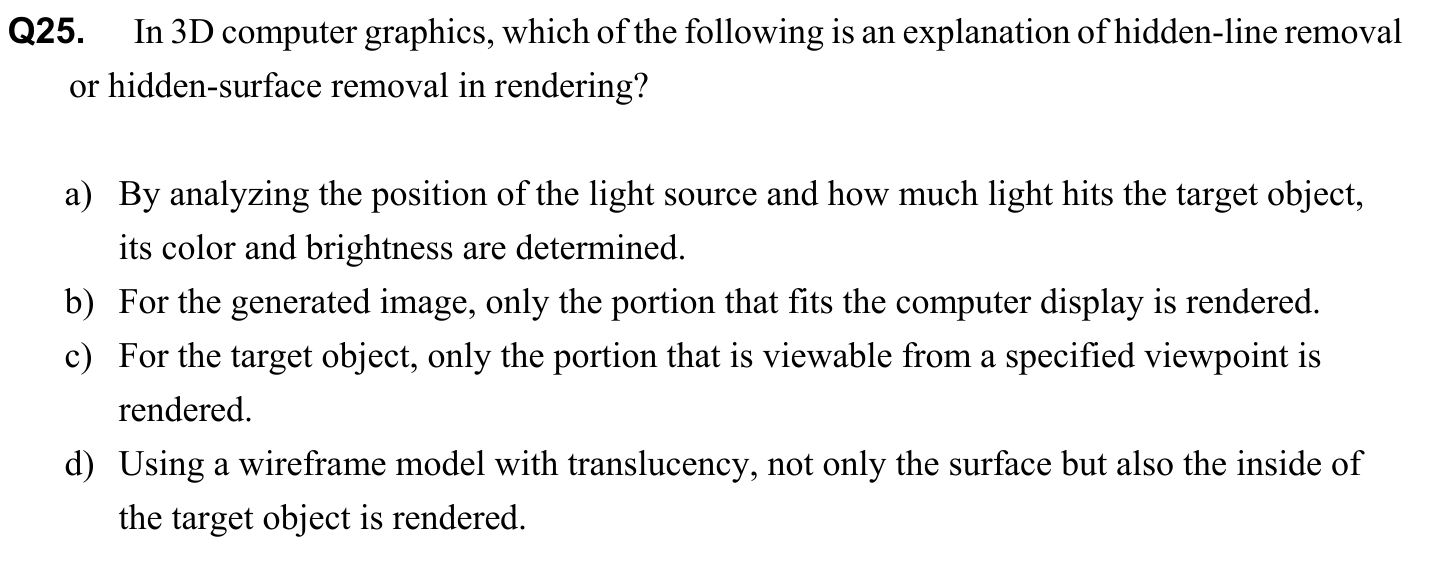 Q25. In 3D computer graphics, which of the following is an explanation of hidden-line removal
or hidden-surface removal in rendering?
a) By analyzing the position of the light source and how much light hits the target object,
its color and brightness are determined.
b) For the generated image, only the portion that fits the computer display is rendered.
c) For the target object, only the portion that is viewable from a specified viewpoint is
rendered.
d) Using a wireframe model with translucency, not only the surface but also the inside of
the target object is rendered.